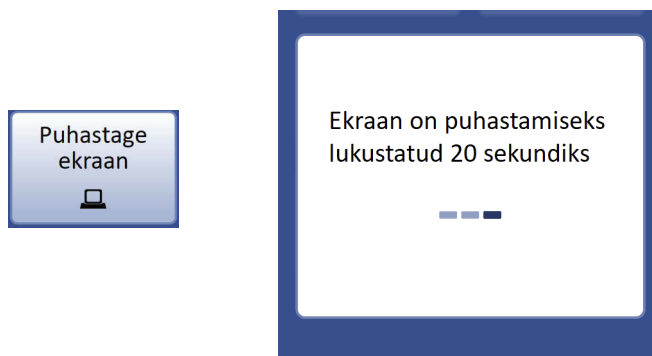 Puhastage
ekraan
Ekraan on puhastamiseks
lukustatud 20 sekundiks